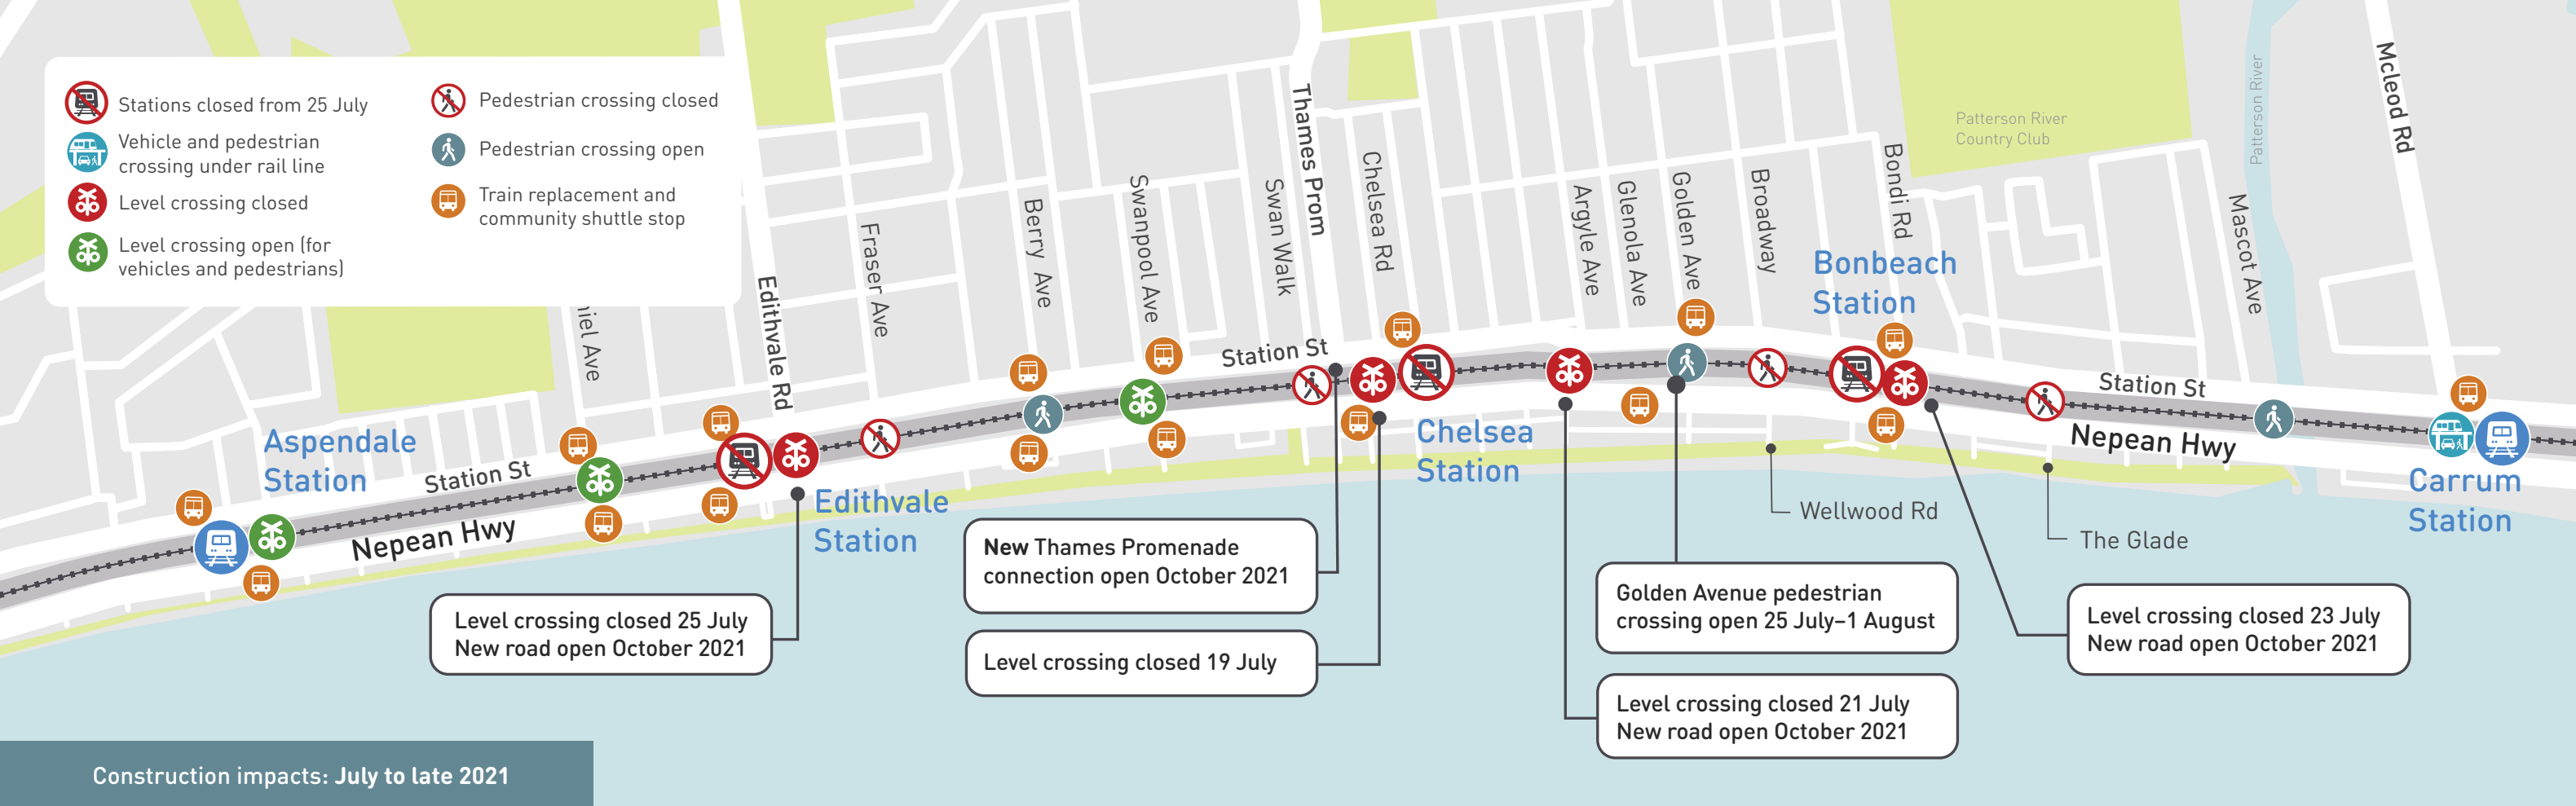 Stations closed from 25 July
Vehicle and pedestrian
crossing under rail line
Level crossing closed
Level crossing open (for
vehicles and pedestrians)
Pedestrian crossing closed
Pedestrian crossing open
Train replacement and
community shuttle stop
niel Ave
Edithvale Rd
Fraser Ave
Berry Ave
Swanpool Ave
Swan Walk
Thames Prom
Chelsea Rd
Argyle Ave
Glenola Ave
Golden Ave
Broadway
Bondi Rd
Patterson River
Country Club
Patterson River
Mascot Ave
Mcleod Rd
Aspendale
Station
Station St
Nepean Hwy
Edithvale
Station
Station St
Chelsea
Station
Bonbeach
Station
Station St
Nepean Hwy
Carrum
Station
Wellwood Rd
The Glade
Level crossing closed 25 July
New road open October 2021
New Thames Promenade
connection open October 2021
Level crossing closed 19 July
Golden Avenue pedestrian
crossing open 25 July–1 August
Level crossing closed 21 July
New road open October 2021
Level crossing closed 23 July
New road open October 2021
Construction impacts: July to late 2021